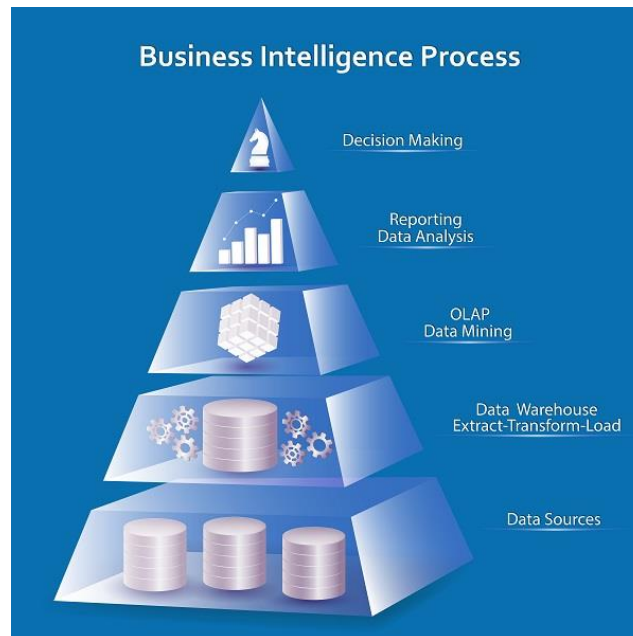 Business Intelligence Process
Decision Making
Reporting
Data Analysis
OLAP
Data Mining
Data Warehouse
Extract-Transform-Load
Data Sources